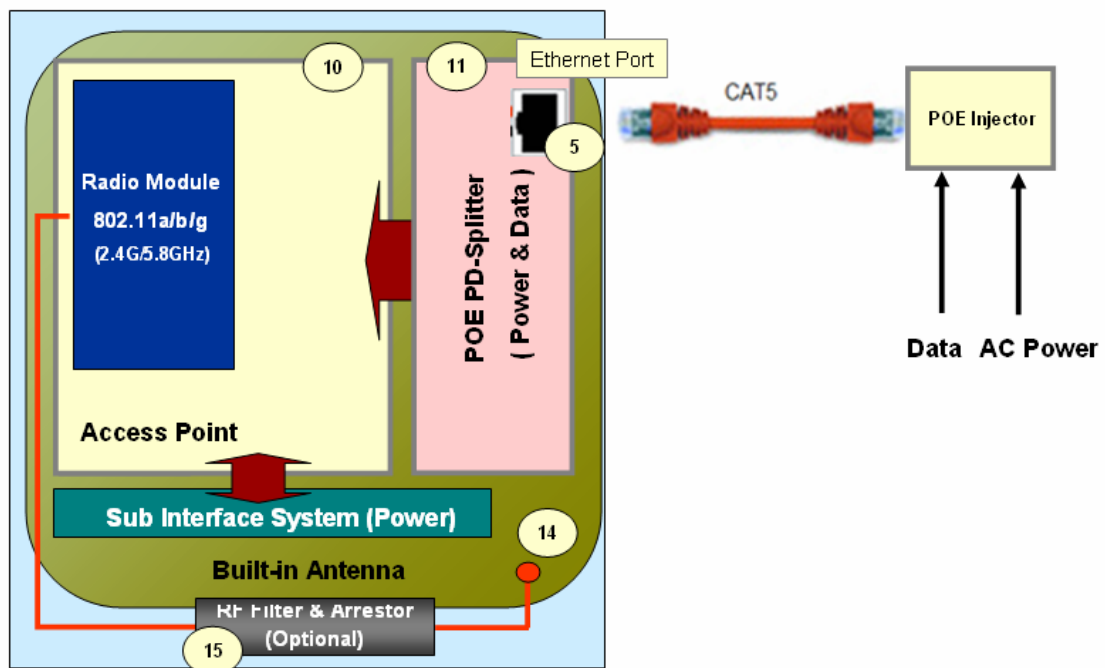 10
11
Ethernet Port
5
CAT5
POE Injector
Radio Module
802.11a/b/g
(2.4G/5.8GHz)
POE PD-Splitter
( Power & Data )
Data
AC Power
Access Point
Sub Interface System (Power)
14
Built-in Antenna
RF Filter & Arrestor
(Optional)
15